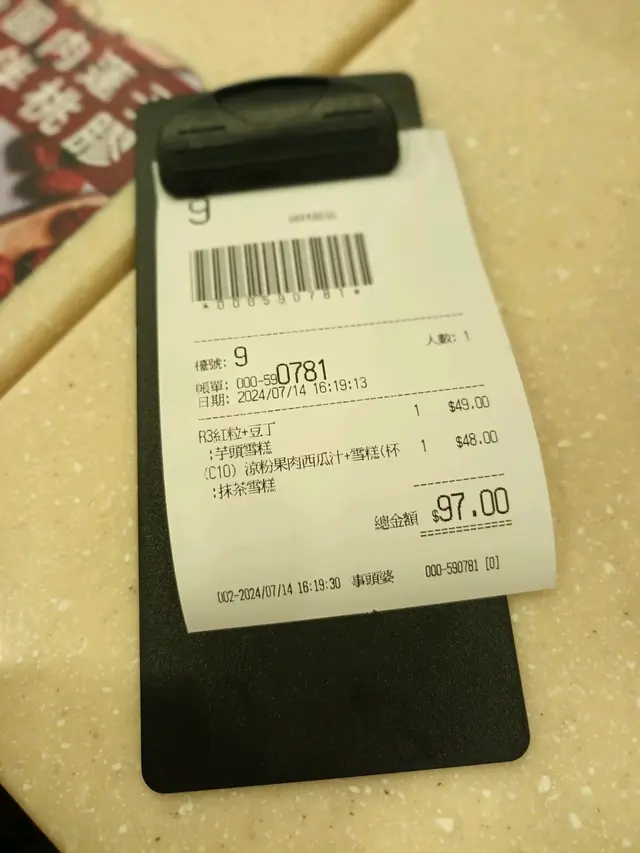 9
*000590781*
檯號: 9
人數: 1
帳單: 000-590781
日期: 2024/07/14 16:19:13
R3紅粒+豆丁 1 $49.00
:芋頭雪糕
(C10) 涼粉果肉西瓜汁+雪糕(杯 1 $48.00
:抹茶雪糕
總金額 $97.00
002-2024/07/14 16:19:30 事頭婆 000-590781 [0]